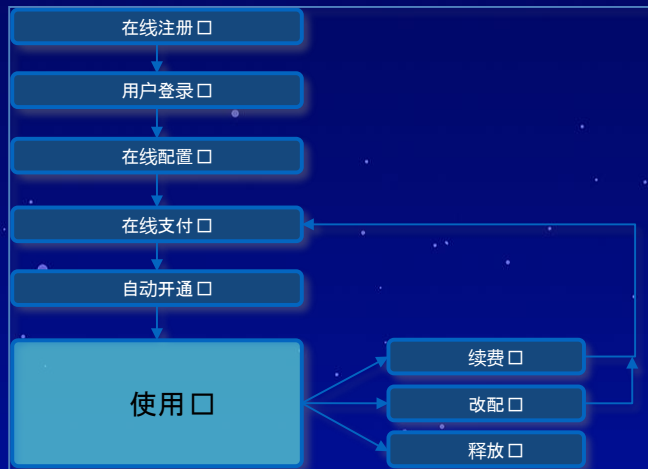 在线注册□
用户登录□
在线配置□
在线支付□
自动开通□
使用□
续费□
改配□
释放□